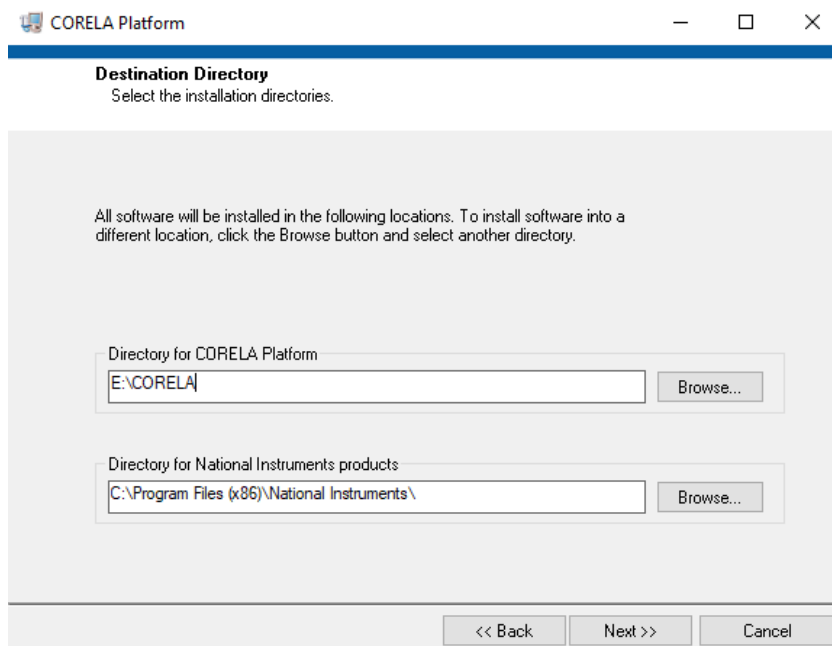 CORELA Platform
Destination Directory
Select the installation directories.
All software will be installed in the following locations. To install software into a
different location, click the Browse button and select another directory.
Directory for CORELA Platform
E:\CORELA
Browse...
Directory for National Instruments products
C:\Program Files (x86)\National Instruments\
Browse...
<< Back Next >> Cancel